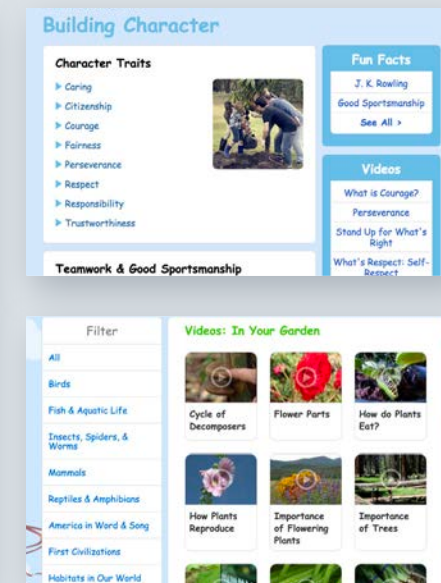 Building Character
Character Traits
Caring
Citizenship
Courage
Fairness
Perseverance
Respect
Responsibility
Trustworthiness
Teamwork & Good Sportsmanship
Fun Facts
J. K. Rowling
Good Sportsmanship
See All >
Videos
What is Courage?
Perseverance
Stand Up for What's
Right
What's Respect: Self-
Respect
Filter
All
Birds
Fish & Aquatic Life
Insects, Spiders, &
Worms
Mammals
Reptiles & Amphibians
America in Word & Song
First Civilizations
Habitats in Our World
Videos: In Your Garden
Cycle of
Decomposers
Flower Parts
How do Plants
Eat?
How Plants
Reproduce
Importance
of Flowering
Plants
Importance
of Trees